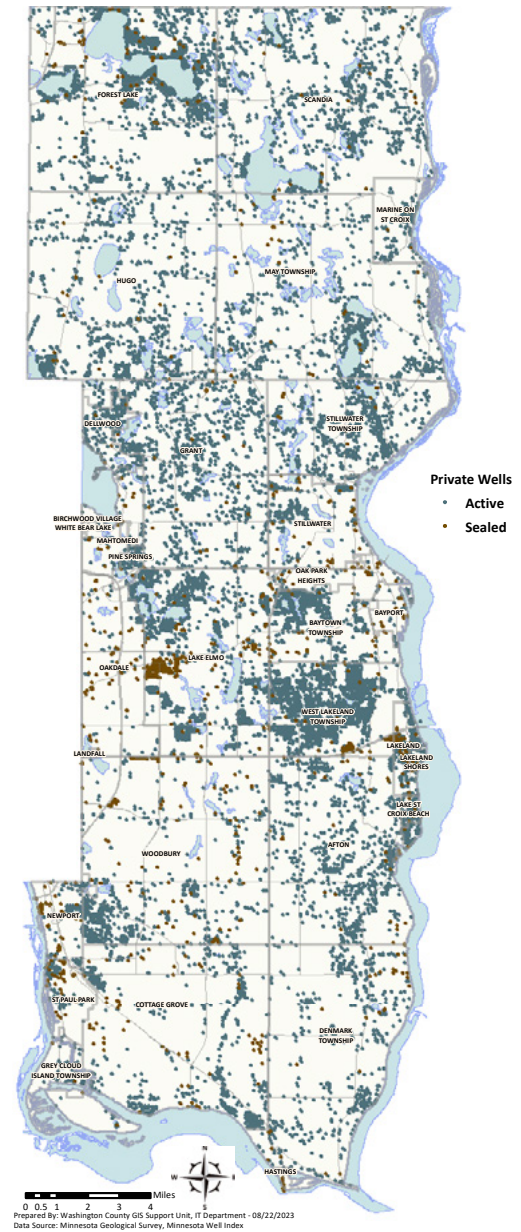 FOREST LAKE
SCANDIA
MARINE ON
ST CROIX
HUGO
MAY TOWNSHIP
DELLWOOD
STILLWATER
TOWNSHIP
GRANT
Private Wells
Active
Sealed
BIRCHWOOD VILLAGE
WHITE BEAR LAKE
STILLWATER
MAHTOMEDI
PINE SPRINGS
OAK PARK
HEIGHTS
BAYPORT
BAYTOWN
TOWNSHIP
LAKE ELMO
OAKDALE
WEST LAKELAND
TOWNSHIP
LAKELAND
LANDFALL
LAKELAND
SHORES
LAKE ST
CROIX BEACH
AFTON
WOODBURY
NEWPORT
ST PAUL PARK
COTTAGE GROVE
DENMARK
TOWNSHIP
GREY CLOUD
ISLAND TOWNSHIP
HASTINGS
N
W
E
S
Miles
0 0.5 1 2 3 4
Prepared By: Washington County GIS Support Unit, IT Department - 08/22/2023
Data Source: Minnesota Geological Survey, Minnesota Well Index